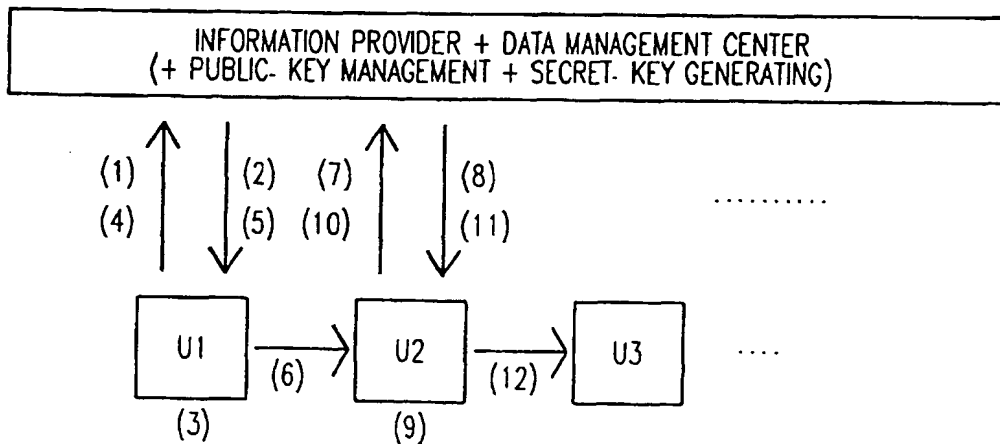 INFORMATION PROVIDER + DATA MANAGEMENT CENTER
(+ PUBLIC- KEY MANAGEMENT + SECRET- KEY GENERATING)
(1) (2) (7) (8)
(4) (5) (10) (11)
..........
U1 U2 U3 ....
(6) (12)
(3) (9)